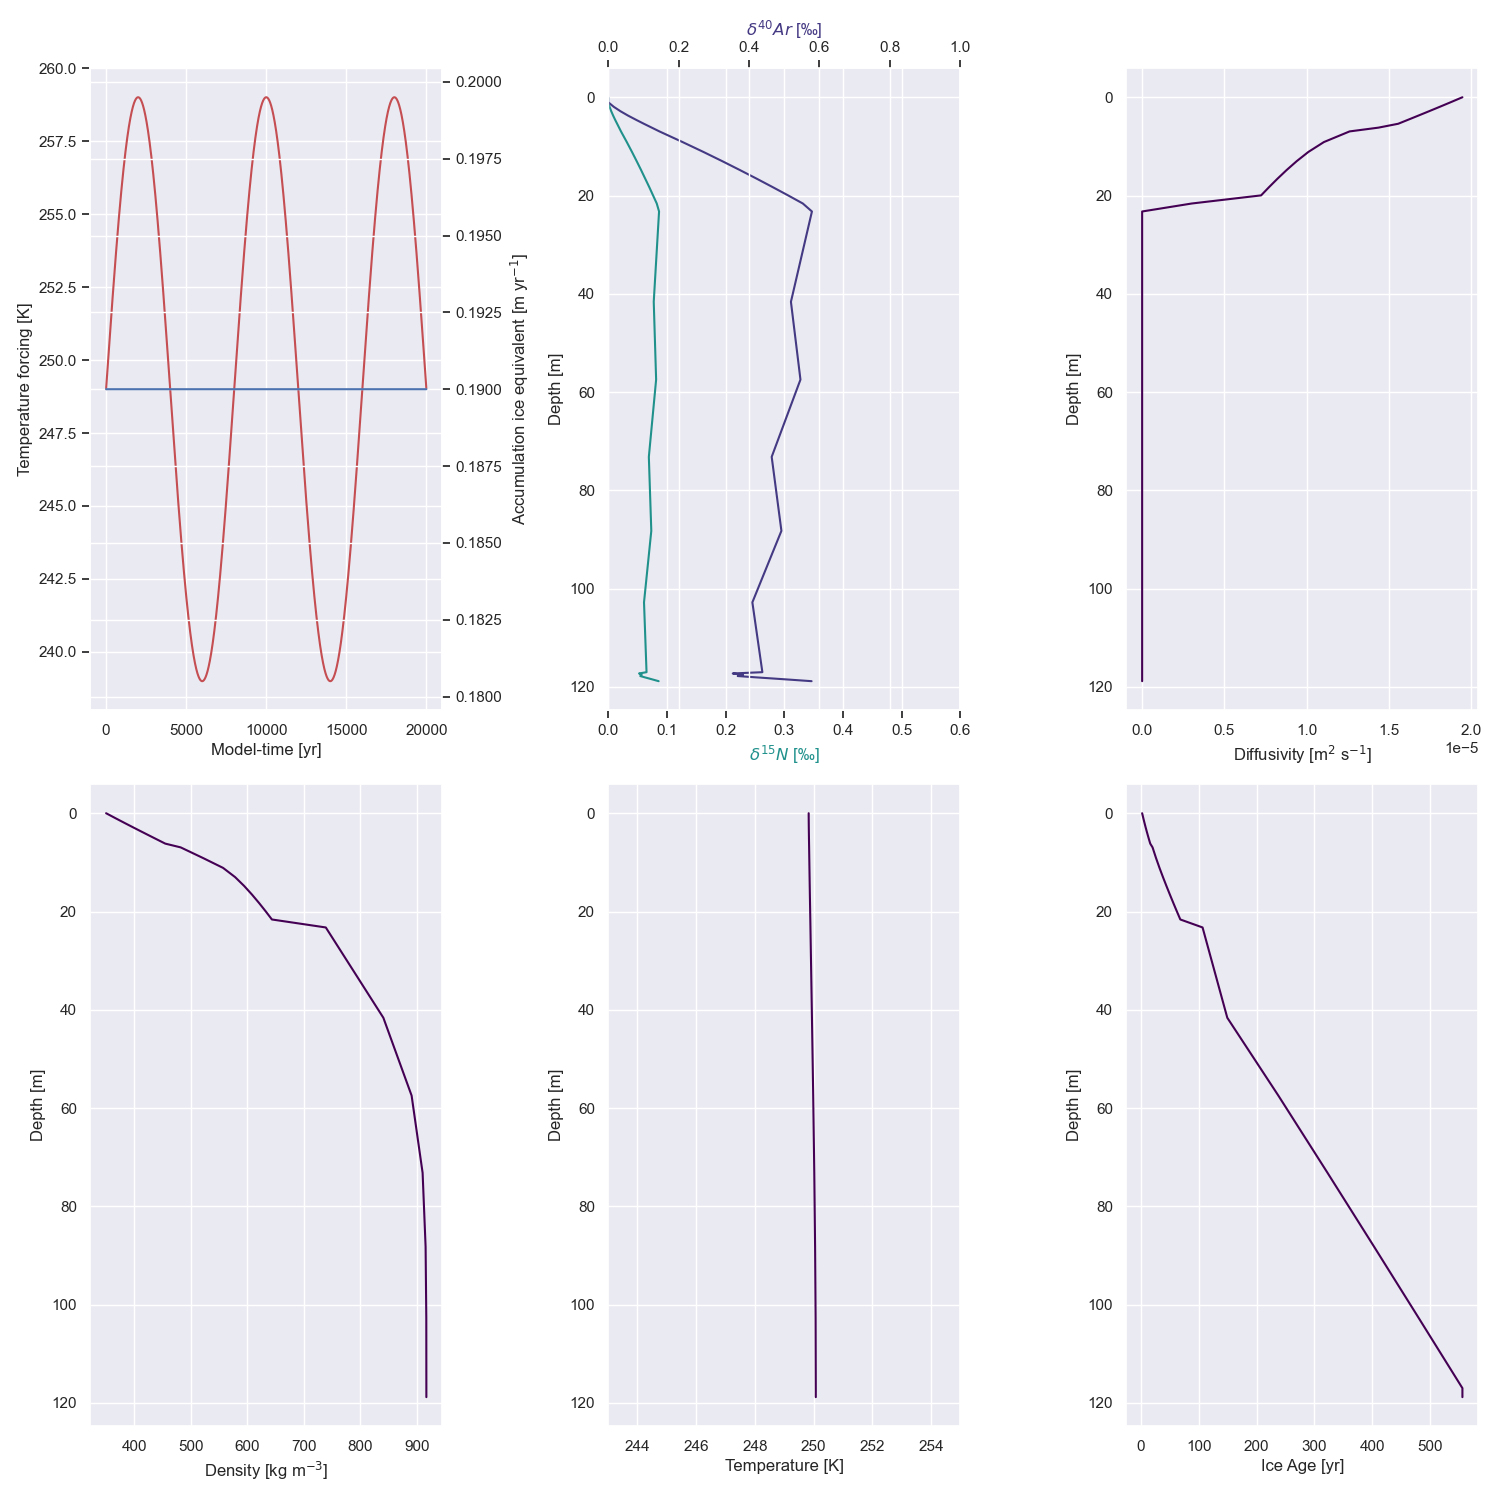 δ⁴⁰Ar [‰]
0.0 0.2 0.4 0.6 0.8 1.0
260.0
257.5
255.0
252.5
250.0
247.5
245.0
242.5
240.0
Temperature forcing [K]
0 5000 10000 15000 20000
Model-time [yr]
0.2000
0.1975
0.1950
0.1925
0.1900
0.1875
0.1850
0.1825
0.1800
Accumulation ice equivalent [m yr⁻¹]
0
20
40
60
80
100
120
Depth [m]
0.0 0.1 0.2 0.3 0.4 0.5 0.6
δ¹⁵N [‰]
0
20
40
60
80
100
120
Depth [m]
0.0 0.5 1.0 1.5 2.0
1e−5
Diffusivity [m² s⁻¹]
0
20
40
60
80
100
120
Depth [m]
400 500 600 700 800 900
Density [kg m⁻³]
0
20
40
60
80
100
120
Depth [m]
244 246 248 250 252 254
Temperature [K]
0
20
40
60
80
100
120
Depth [m]
0 100 200 300 400 500
Ice Age [yr]